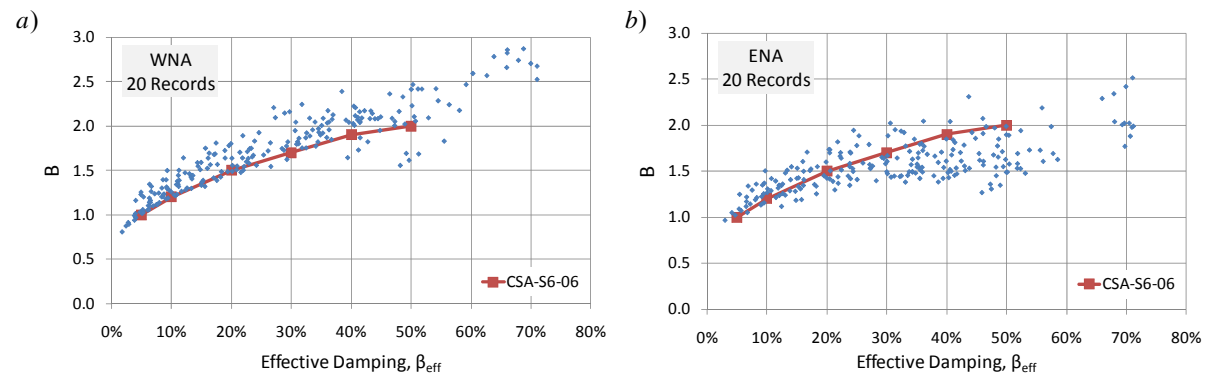 a)
WNA
20 Records
3.0
2.5
2.0
1.5
1.0
0.5
0.0
B
CSA-S6-06
0% 10% 20% 30% 40% 50% 60% 70% 80%
Effective Damping, βeff
b)
ENA
20 Records
3.0
2.5
2.0
1.5
1.0
0.5
0.0
B
CSA-S6-06
0% 10% 20% 30% 40% 50% 60% 70% 80%
Effective Damping, βeff